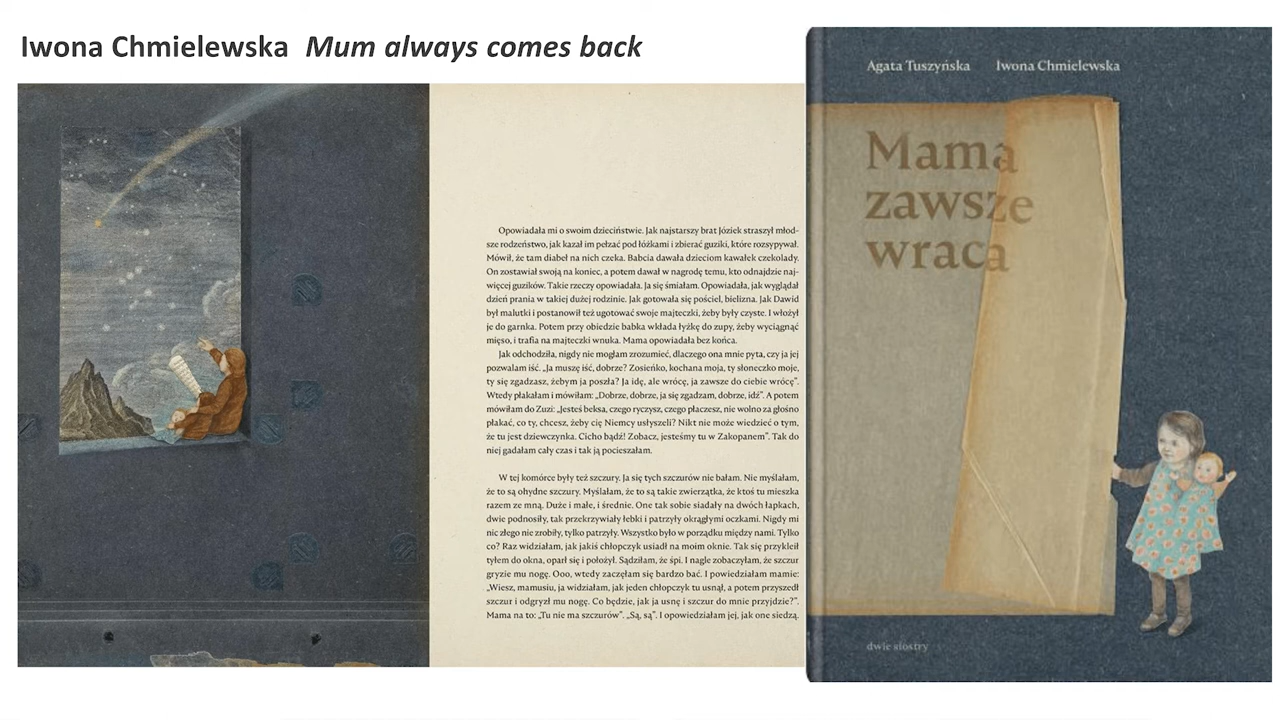 Iwona Chmielewska Mum always comes back
Opowiadała mi o swoim dzieciństwie. Jak najstarszy brat Józiek straszył młod-
sze rodzeństwo, jak kazał im pełzać pod łóżkami i zbierać guziki, które rozsypywał.
Mówił, że tam diabeł na nich czeka. Babcia dawała dzieciom kawałek czekolady.
On zostawiał swoją na koniec, a potem dawał w nagrodę temu, kto odnajdzie naj-
więcej guzików. Takie rzeczy opowiadała. Ja się śmiałam. Opowiadała, jak wyglądał
dzień prania w takiej dużej rodzinie. Jak gotowała się pościel, bielizna. Jak Dawid
był malutki i postanowił też ugotować swoje majteczki, żeby były czyste. I włożył
je do garnka. Potem przy obiedzie babka wkłada łyżkę do zupy, żeby wyciągnąć
mięso, i trafia na majteczki wnuka. Mama opowiadała bez końca.
Jak odchodziła, nigdy nie mogłam zrozumieć, dlaczego ona mnie pyta, czy ja jej
pozwalam iść. „Ja muszę iść, dobrze? Zosieńko, kochana moja, ty słoneczko moje,
ty się zgadzasz, żebym ja poszła? Ja idę, ale wrócę, ja zawsze do ciebie wrócę”.
Wtedy płakałam i mówiłam: „Dobrze, dobrze, ja się zgadzam, dobrze, idź”. A potem
mówiłam do Zuzi: „Jesteś beksa, czego ryczysz, czego płaczesz, nie wolno za głośno
płakać, co ty, chcesz, żeby cię Niemcy usłyszeli? Nikt nie może wiedzieć o tym,
że tu jest dziewczynka. Cicho bądź! Zobacz, jesteśmy tu w Zakopanem”. Tak do
niej gadałam cały czas i tak ją pocieszałam.
W tej komórce były też szczury. Ja się tych szczurów nie bałam. Nie myślałam,
że to są ohydne szczury. Myślałam, że to są takie zwierzątka, że ktoś tu mieszka
razem ze mną. Duże i małe, i średnie. One tak sobie siadały na dwóch łapkach,
dwie podnosiły, tak przekrzywiały łebki i patrzyły okrągłymi oczkami. Nigdy mi
nic złego nie zrobiły, tylko patrzyły. Wszystko było w porządku między nami. Tylko
co? Raz widziałam, jak jakiś chłopczyk usiadł na moim oknie. Tak się przykleił
tyłem do okna, oparł się i położył. Sądziłam, że śpi. I nagle zobaczyłam, że szczur
gryzie mu nogę. Ooo, wtedy zaczęłam się bardzo bać. I powiedziałam mamie:
„Wiesz, mamusiu, ja widziałam, jak jeden chłopczyk tu usnął, a potem przyszedł
szczur i odgryzł mu nogę. Co będzie, jak ja usnę i szczur do mnie przyjdzie?”.
Mama na to: „Tu nie ma szczurów”. „Są, są”. I opowiedziałam jej, jak one siedzą.
Agata Tuszyńska Iwona Chmielewska
Mama
zawsze
wraca
dwie siostry